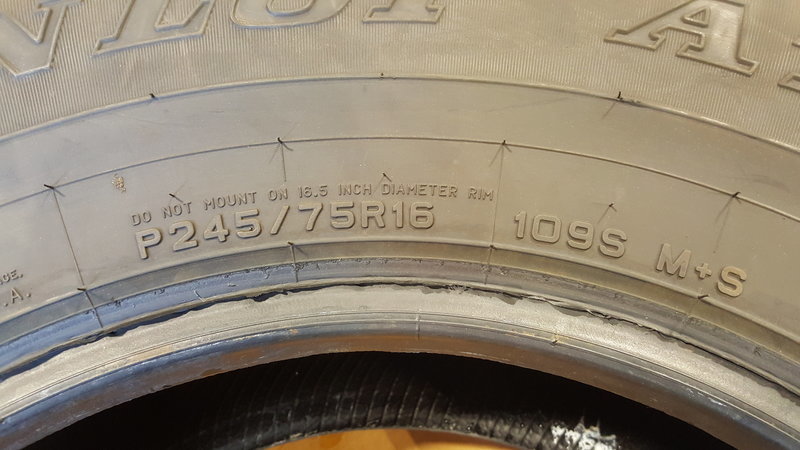 DO NOT MOUNT ON 16.5 INCH DIAMETER RIM
P245/75R16 109S M+S